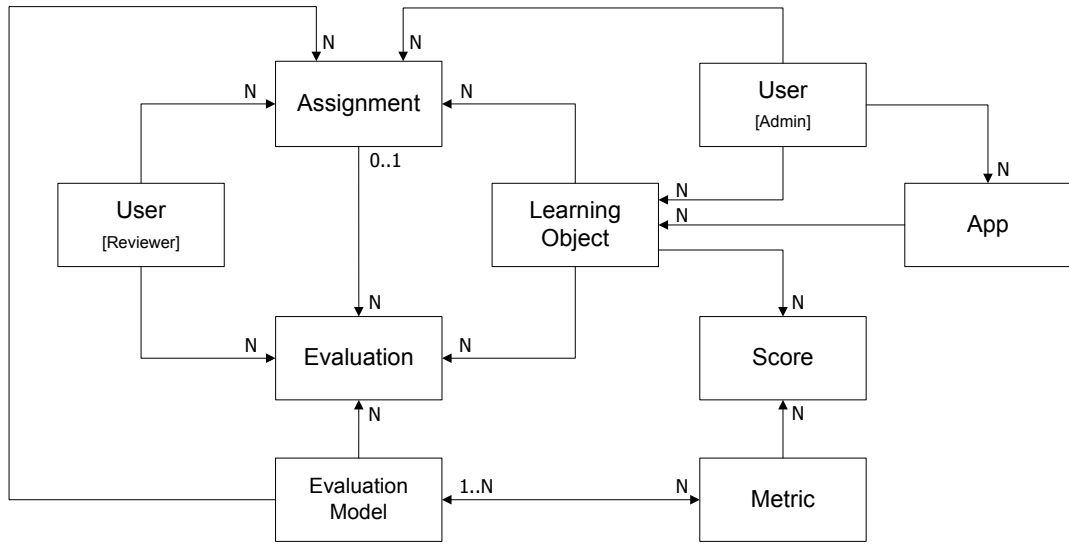 N
N
N
User
[Admin]
N
Assignment
N
0..1
N
User
[Reviewer]
Learning
Object
N
N
App
N
N
N
Evaluation
N
Score
N
N
Evaluation
Model
1..N
N
Metric